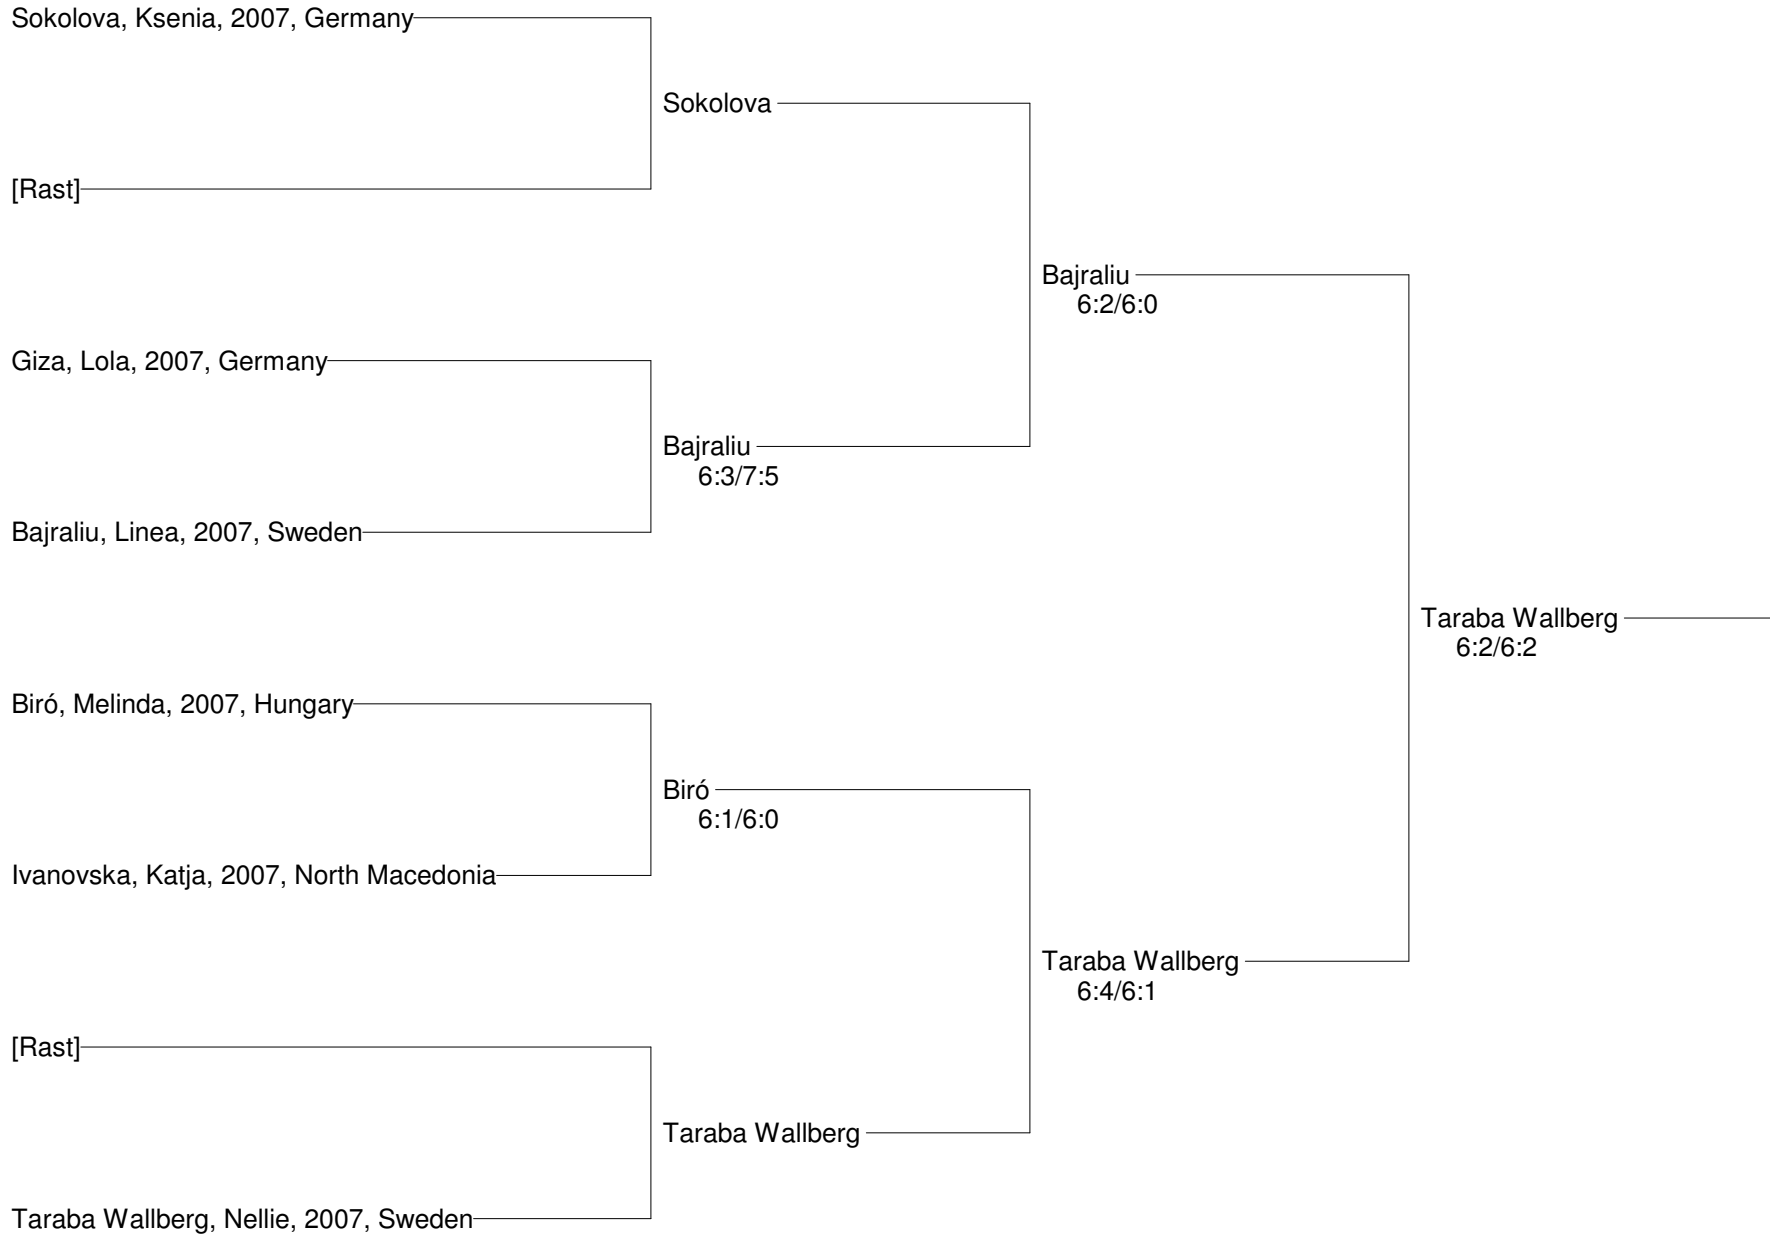 Sokolova, Ksenia, 2007, Germany
Sokolova
[Rast]
Bajraliu
6:2/6:0
Giza, Lola, 2007, Germany
Bajraliu
6:3/7:5
Bajraliu, Linea, 2007, Sweden
Taraba Wallberg
6:2/6:2
Biró, Melinda, 2007, Hungary
Biró
6:1/6:0
Ivanovska, Katja, 2007, North Macedonia
Taraba Wallberg
6:4/6:1
[Rast]
Taraba Wallberg
Taraba Wallberg, Nellie, 2007, Sweden